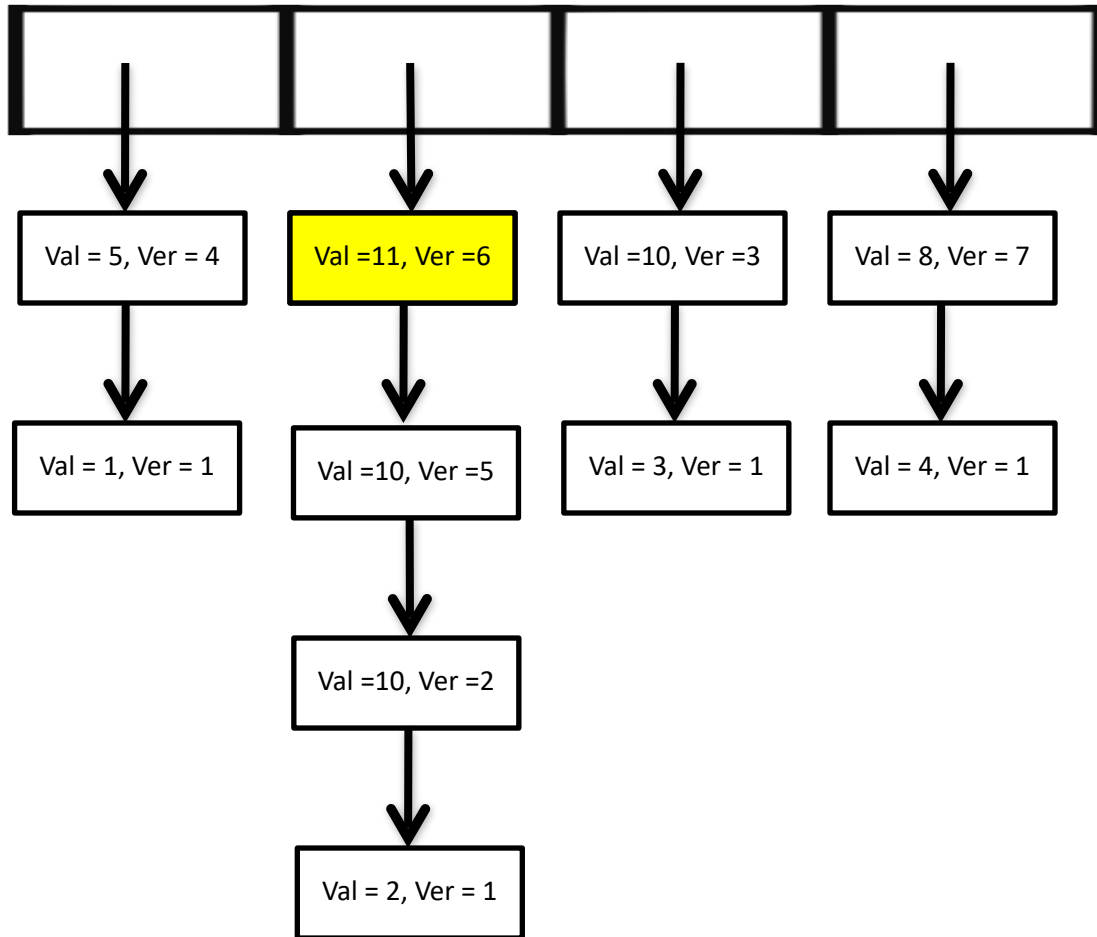 Val = 5, Ver = 4
Val =11, Ver =6
Val =10, Ver =3
Val = 8, Ver = 7
Val = 1, Ver = 1
Val =10, Ver =5
Val = 3, Ver = 1
Val = 4, Ver = 1
Val =10, Ver =2
Val = 2, Ver = 1